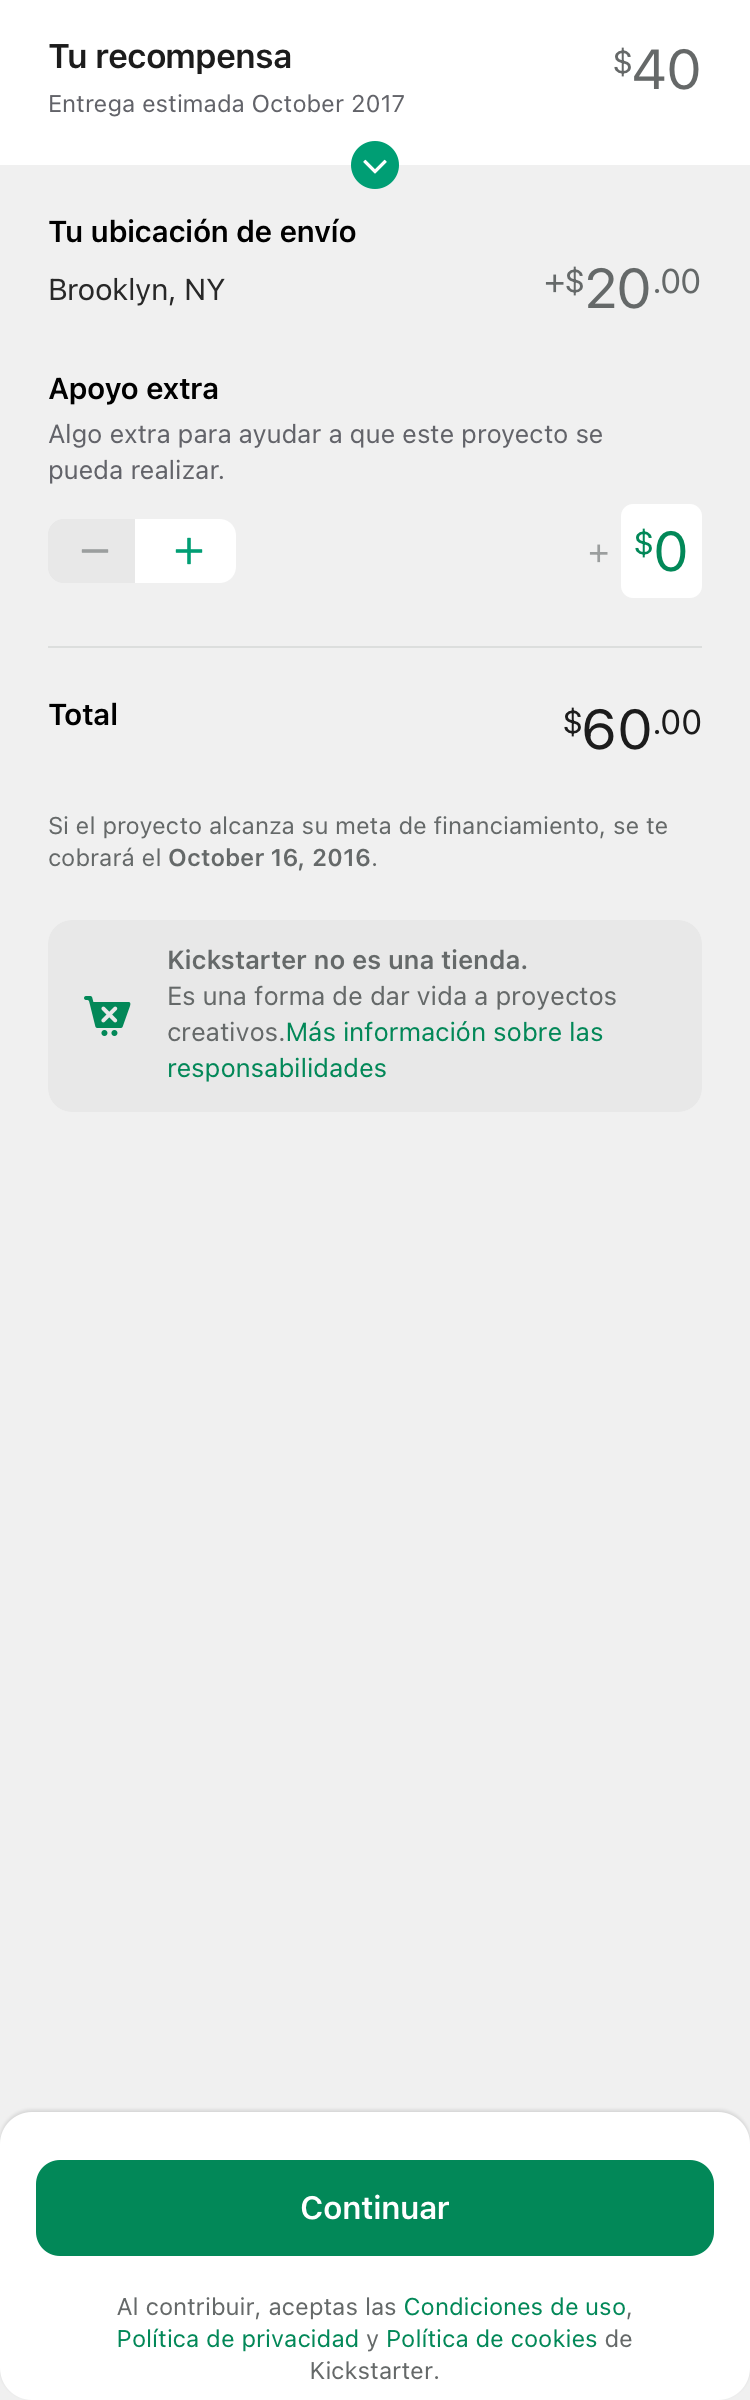 Tu recompensa
$40
Entrega estimada October 2017
Tu ubicación de envío
Brooklyn, NY
+$20.00
Apoyo extra
Algo extra para ayudar a que este proyecto se
pueda realizar.
− +
+ $0
Total
$60.00
Si el proyecto alcanza su meta de financiamiento, se te
cobrará el October 16, 2016.
Kickstarter no es una tienda.
Es una forma de dar vida a proyectos
creativos.Más información sobre las
responsabilidades
Continuar
Al contribuir, aceptas las Condiciones de uso,
Política de privacidad y Política de cookies de
Kickstarter.